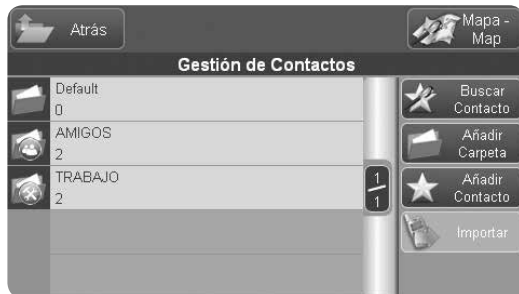 Atrás
Mapa -
Map
Gestión de Contactos
Default
0
AMIGOS
2
TRABAJO
2
1
1
Buscar
Contacto
Añadir
Carpeta
Añadir
Contacto
Importar